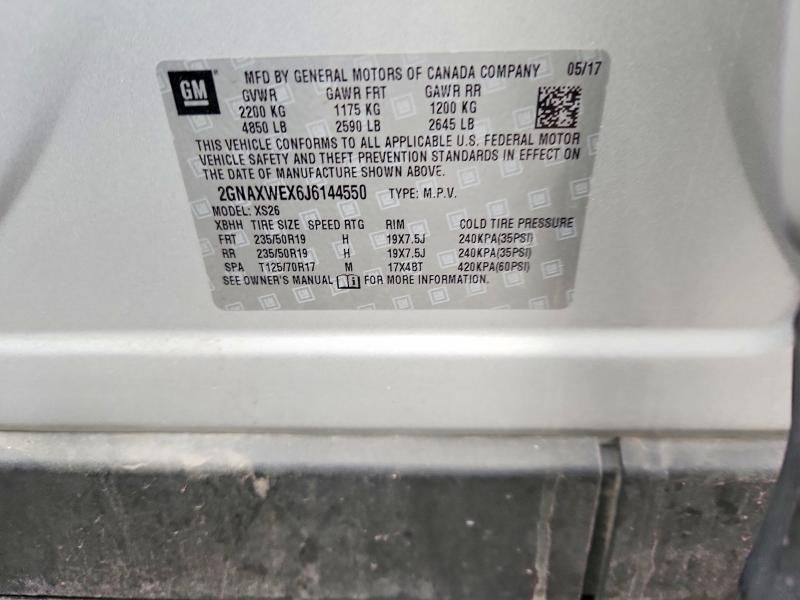 GM MFD BY GENERAL MOTORS OF CANADA COMPANY 05/17
GVWR GAWR FRT GAWR RR
2200 KG 1175 KG 1200 KG
4850 LB 2590 LB 2645 LB
THIS VEHICLE CONFORMS TO ALL APPLICABLE U.S. FEDERAL MOTOR
VEHICLE SAFETY AND THEFT PREVENTION STANDARDS IN EFFECT ON
THE DATE OF MANUFACTURE SHOWN ABOVE.
2GNAXWEX6J6144550 TYPE: M.P.V.
MODEL: XS26
XBHH TIRE SIZE SPEED RTG RIM COLD TIRE PRESSURE
FRT 235/50R19 H 19X7.5J 240KPA(35PSI)
RR 235/50R19 H 19X7.5J 240KPA(35PSI)
SPA T125/70R17 M 17X4BT 420KPA(60PSI)
SEE OWNER'S MANUAL i FOR MORE INFORMATION.